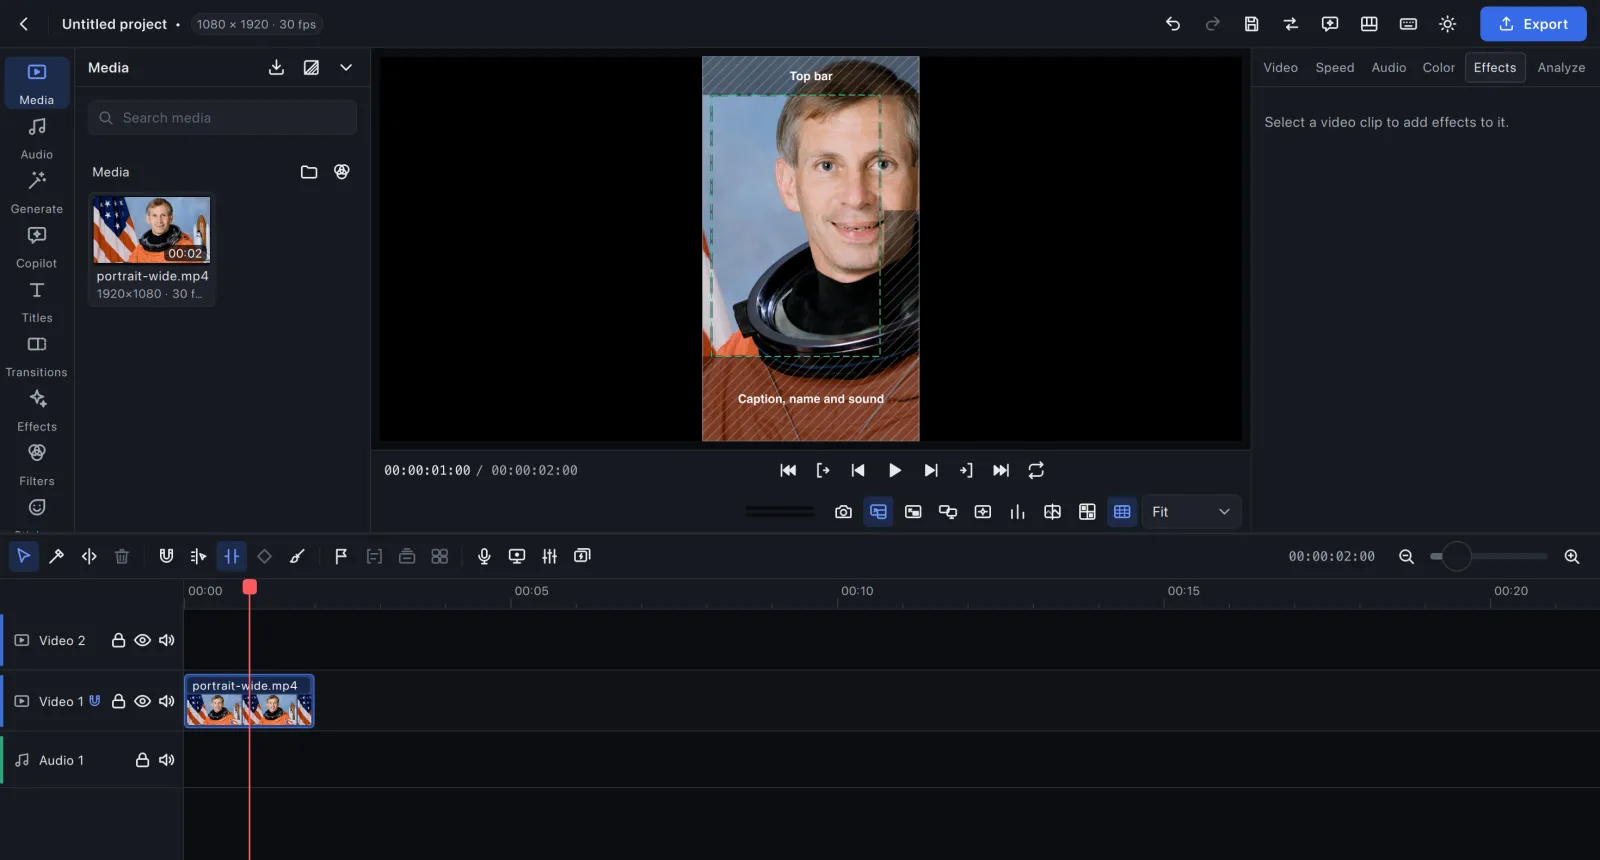 Untitled project •
1080 × 1920 · 30 fps
Export
Media
Audio
Generate
Copilot
Titles
Transitions
Effects
Filters
Media
Search media
Media
00:02
portrait-wide.mp4
1920×1080 · 30 f...
Top bar
Caption, name and sound
00:00:01:00 / 00:00:02:00
Fit
Video
Speed
Audio
Color
Effects
Analyze
Select a video clip to add effects to it.
00:00:02:00
00:00
00:05
00:10
00:15
00:20
Video 2
Video 1
portrait-wide.mp4
Audio 1